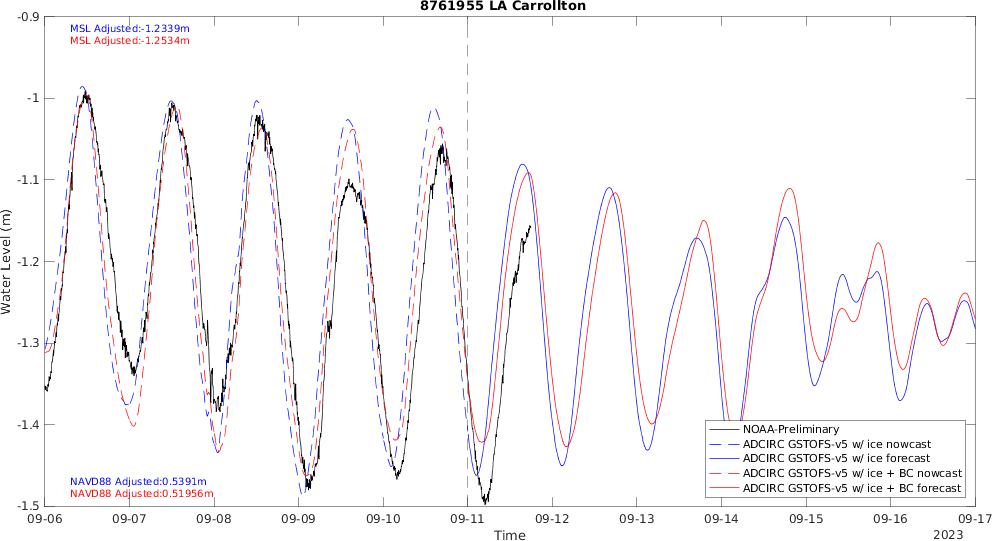 8761955 LA Carrollton
MSL Adjusted:-1.2339m
MSL Adjusted:-1.2534m
NAVD88 Adjusted:0.5391m
NAVD88 Adjusted:0.51956m
Water Level (m)
-0.9
-1
-1.1
-1.2
-1.3
-1.4
-1.5
NOAA-Preliminary
ADCIRC GSTOFS-v5 w/ ice nowcast
ADCIRC GSTOFS-v5 w/ ice forecast
ADCIRC GSTOFS-v5 w/ ice + BC nowcast
ADCIRC GSTOFS-v5 w/ ice + BC forecast
09-06 09-07 09-08 09-09 09-10 09-11 09-12 09-13 09-14 09-15 09-16 09-17
Time
2023